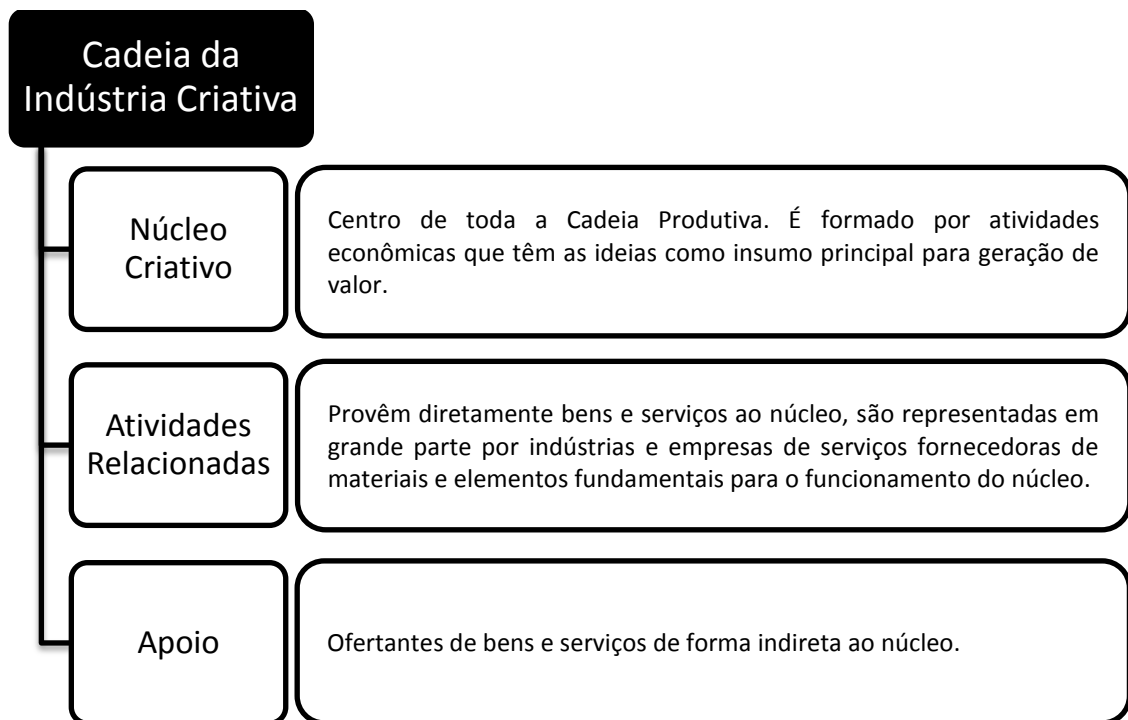 Cadeia da
Indústria Criativa
Núcleo
Criativo
Centro de toda a Cadeia Produtiva. É formado por atividades
econômicas que têm as ideias como insumo principal para geração de
valor.
Atividades
Relacionadas
Provêm diretamente bens e serviços ao núcleo, são representadas em
grande parte por indústrias e empresas de serviços fornecedoras de
materiais e elementos fundamentais para o funcionamento do núcleo.
Apoio
Ofertantes de bens e serviços de forma indireta ao núcleo.